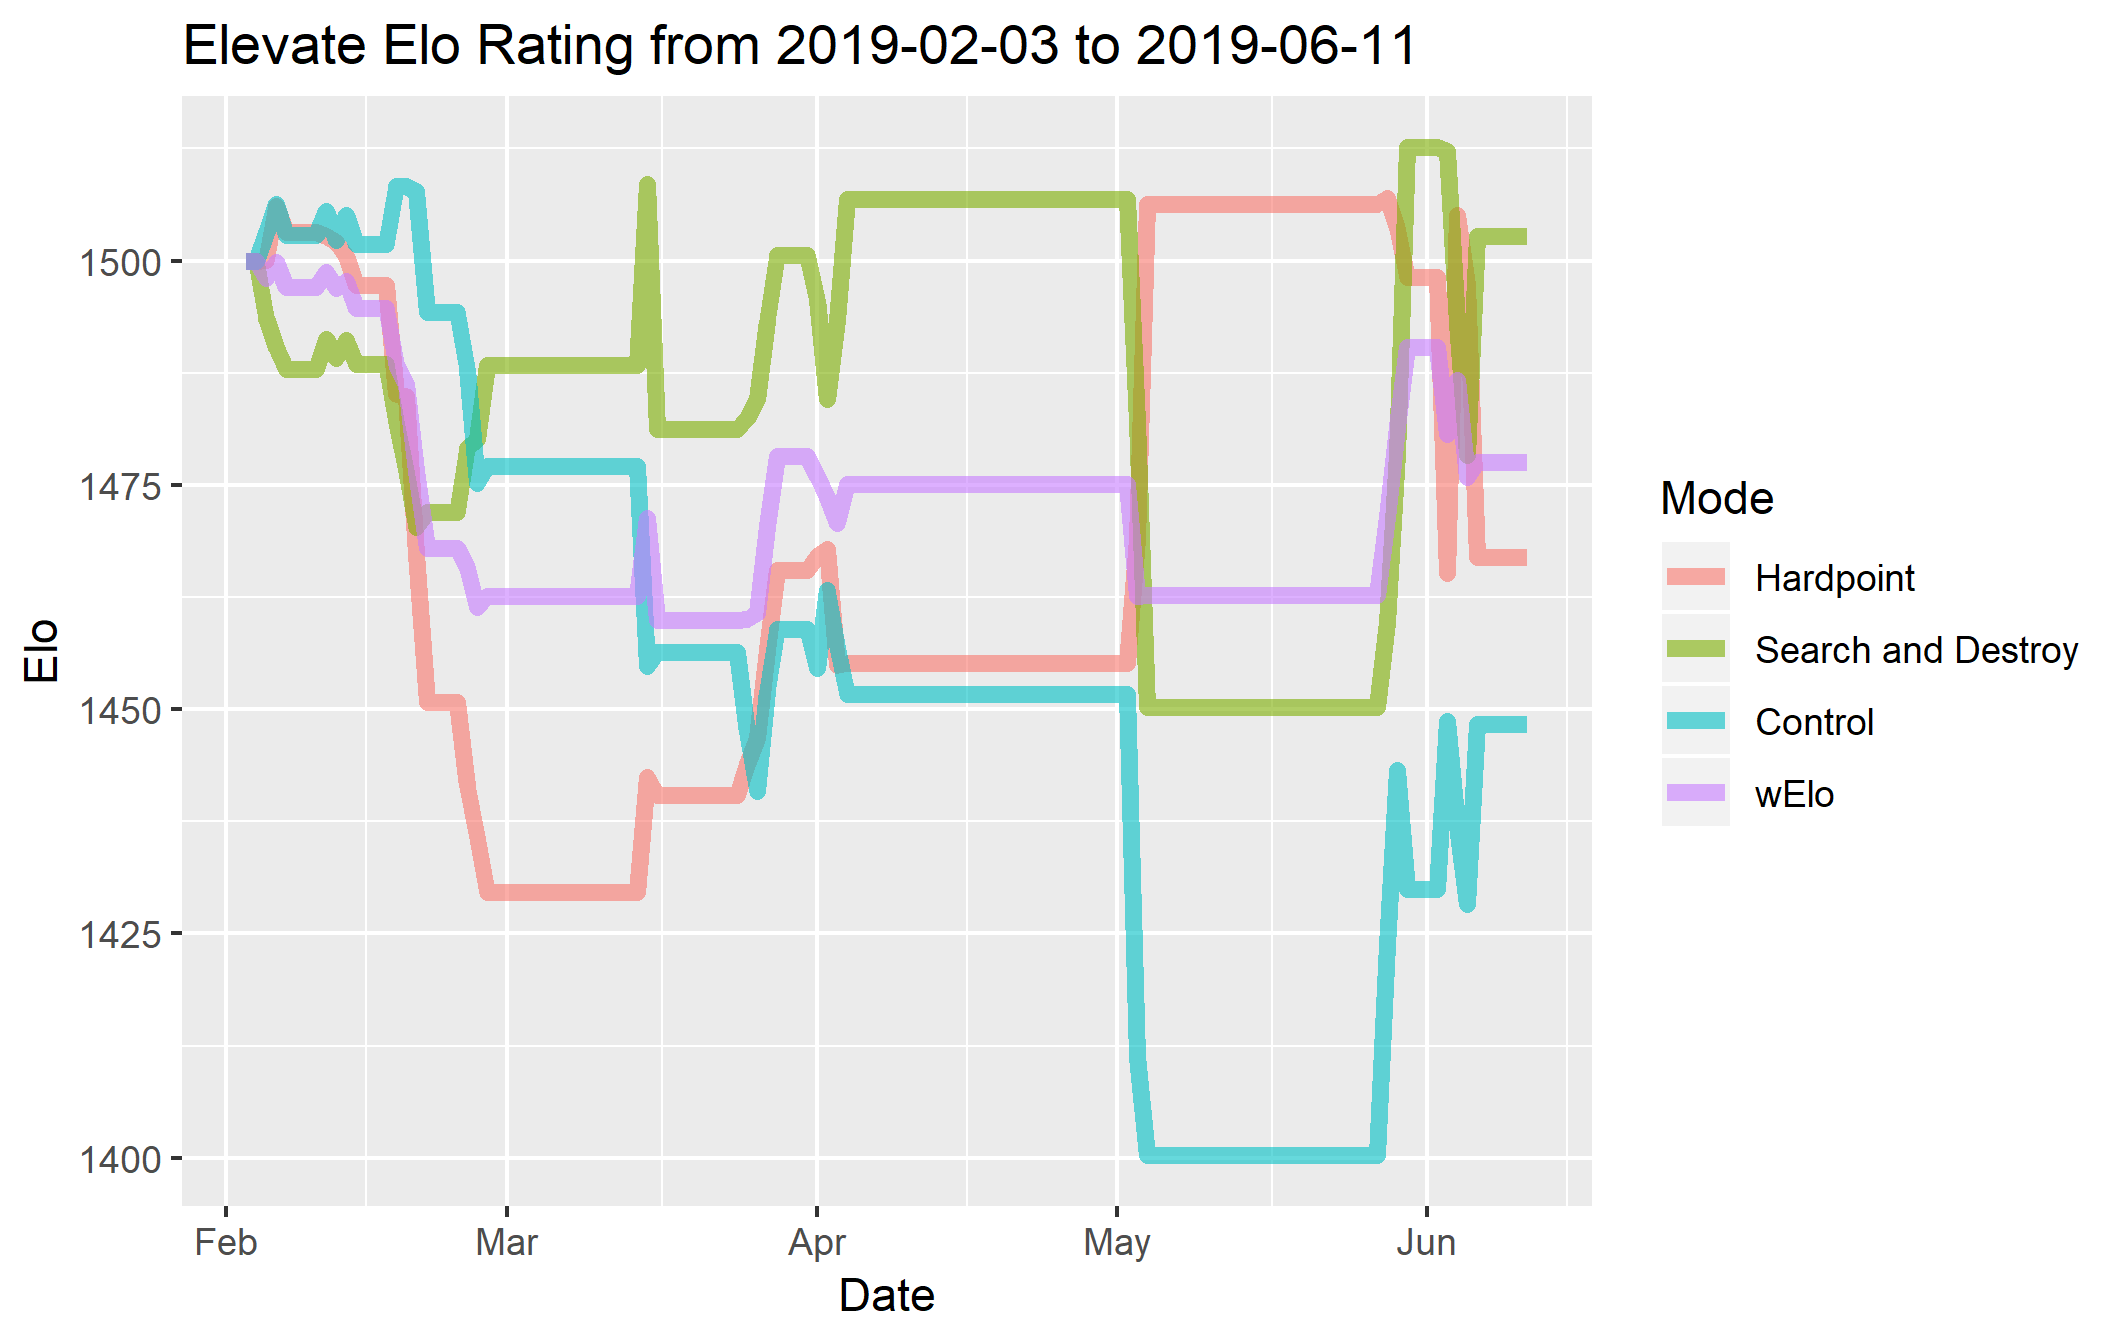 Elevate Elo Rating from 2019-02-03 to 2019-06-11
1500
1475
1450
1425
1400
Elo
Feb Mar Apr May Jun
Date
Mode
Hardpoint
Search and Destroy
Control
wElo